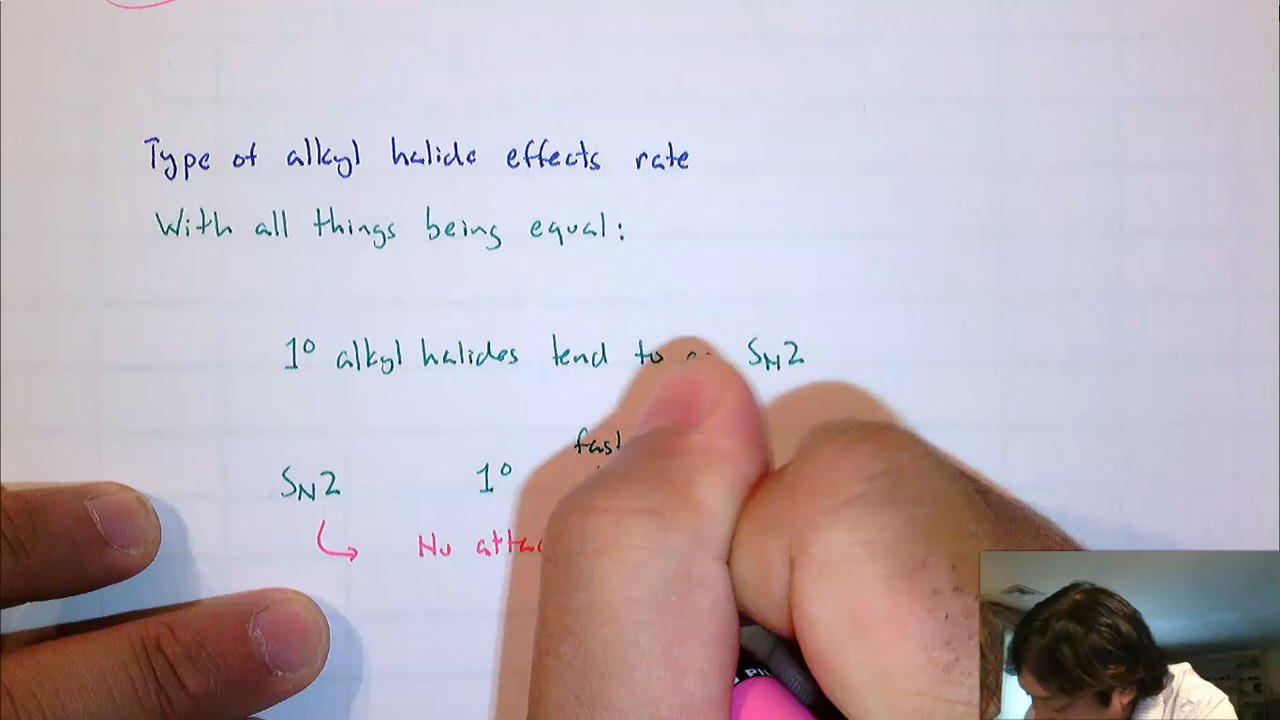 Type of alkyl halide effects rate
With all things being equal:
1° alkyl halides tend to SN2
fast
SN2 1°
Nu